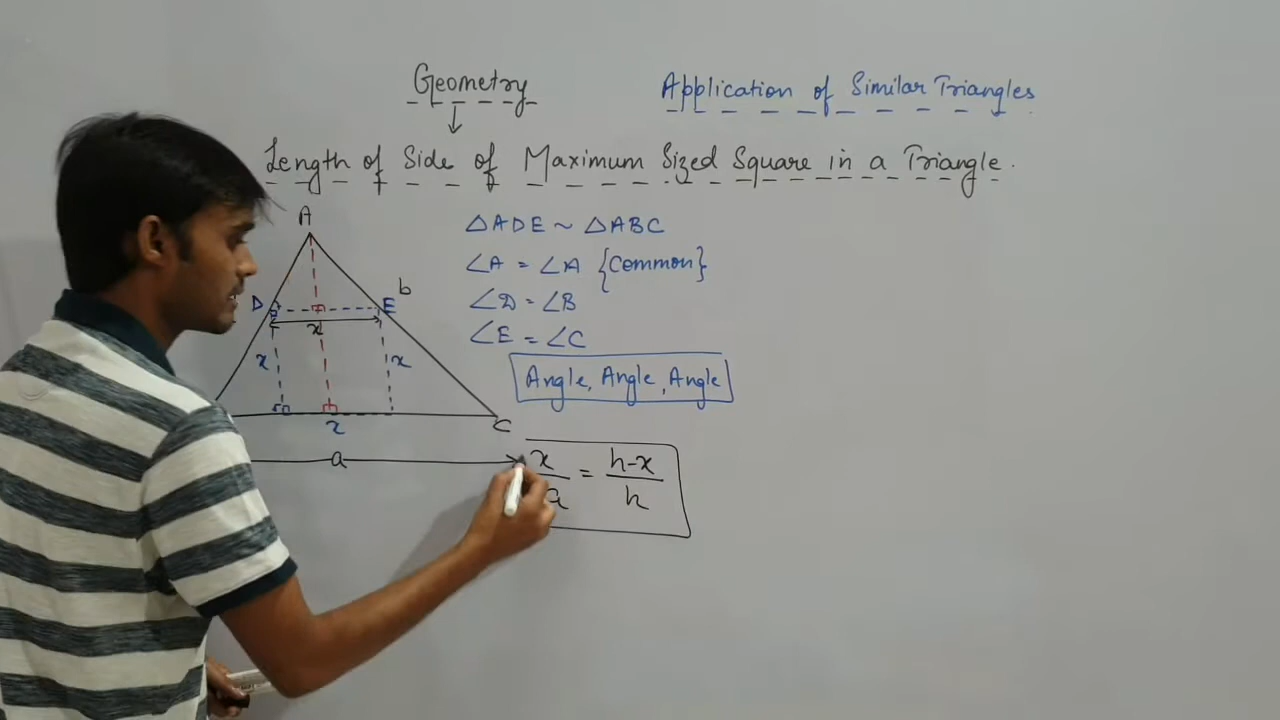 Geometry
Application of Similar Triangles
Length of Side of Maximum Sized Square in a Triangle.
A
△ADE ~ △ABC
∠A = ∠A {Common}
b
D
E
∠D = ∠B
x
∠E = ∠C
x
x
Angle, Angle, Angle
C
x
a
x/a = h-x/h